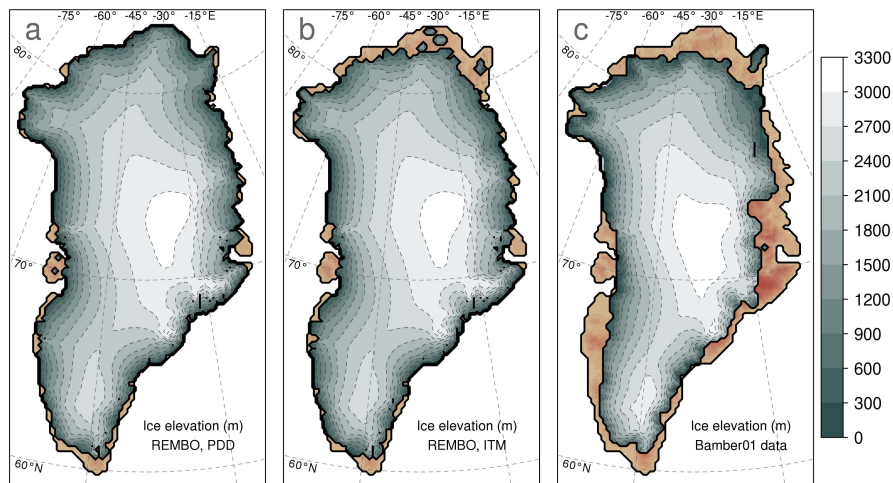 -75° -60° -45° -30° -15°E
-75° -60° -45° -30° -15°E
-75° -60° -45° -30° -15°E
a
b
c
80°
80°
80°
70°
70°
70°
60°N
60°N
60°N
Ice elevation (m)
REMBO, PDD
Ice elevation (m)
REMBO, ITM
Ice elevation (m)
Bamber01 data
3300
3000
2700
2400
2100
1800
1500
1200
900
600
300
0